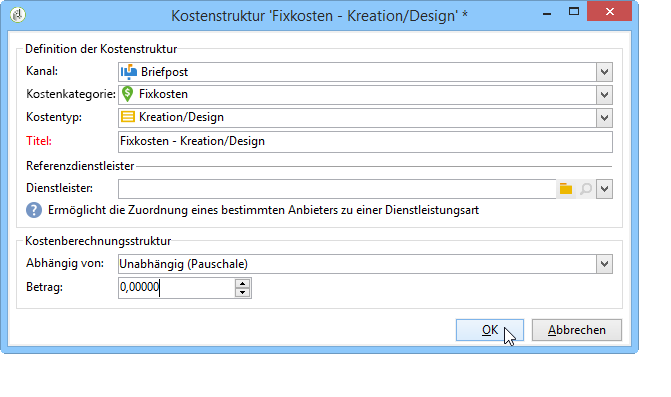 Kostenstruktur 'Fixkosten - Kreation/Design' *
Definition der Kostenstruktur
Kanal: Briefpost
Kostenkategorie: Fixkosten
Kostentyp: Kreation/Design
Titel: Fixkosten - Kreation/Design
Referenzdienstleister
Dienstleister:
Ermöglicht die Zuordnung eines bestimmten Anbieters zu einer Dienstleistungsart
Kostenberechnungsstruktur
Abhängig von: Unabhängig (Pauschale)
Betrag: 0,00000
OK Abbrechen